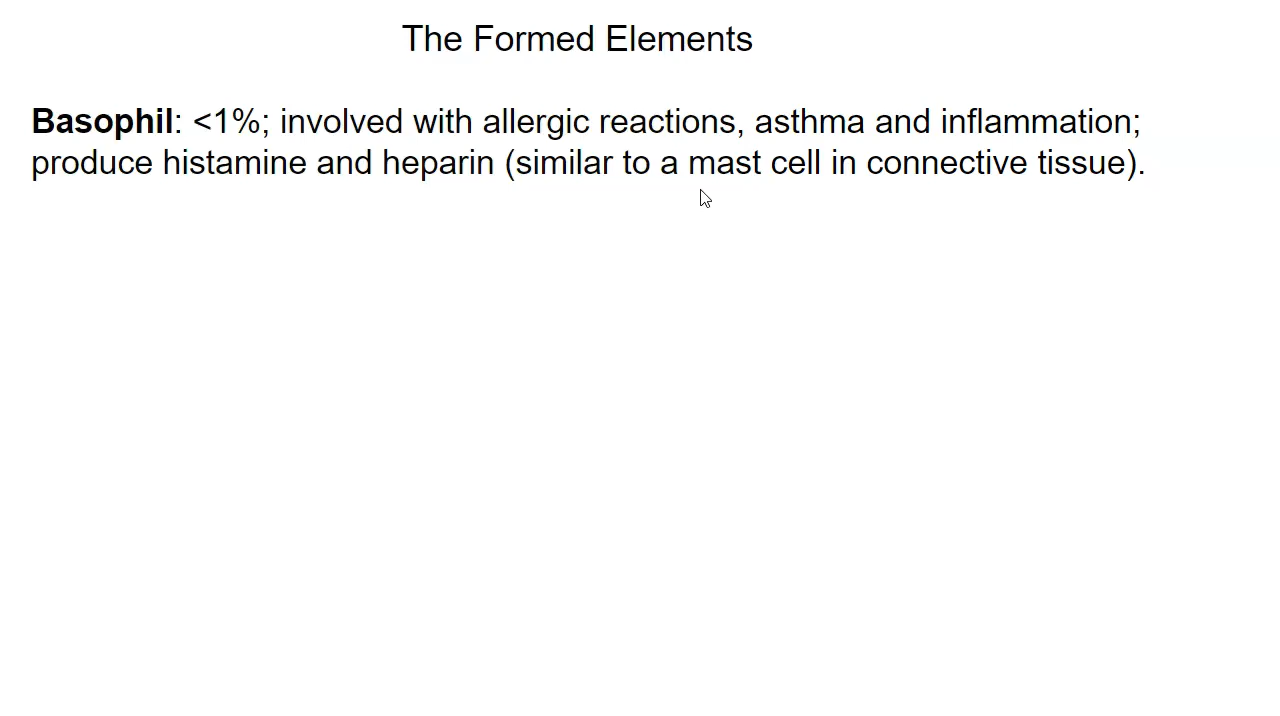 The Formed Elements
Basophil: <1%; involved with allergic reactions, asthma and inflammation;
produce histamine and heparin (similar to a mast cell in connective tissue).